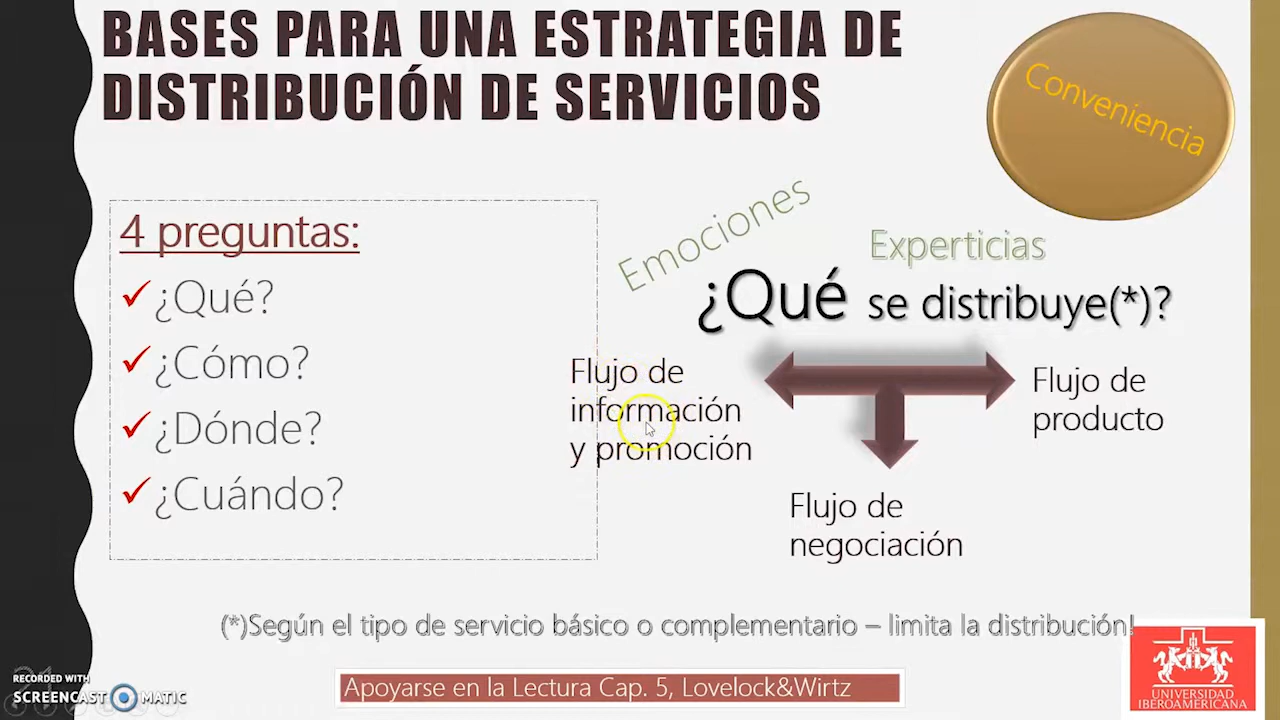 BASES PARA UNA ESTRATEGIA DE
DISTRIBUCIÓN DE SERVICIOS
Conveniencia
4 preguntas:
¿Qué?
¿Cómo?
¿Dónde?
¿Cuándo?
Emociones
Experticias
¿Qué se distribuye(*)?
Flujo de
información
y promoción
Flujo de
producto
Flujo de
negociación
(*)Según el tipo de servicio básico o complementario – limita la distribución!
Apoyarse en la Lectura Cap. 5, Lovelock&Wirtz
RECORDED WITH
SCREENCAST MATIC
UNIVERSIDAD
IBEROAMERICANA